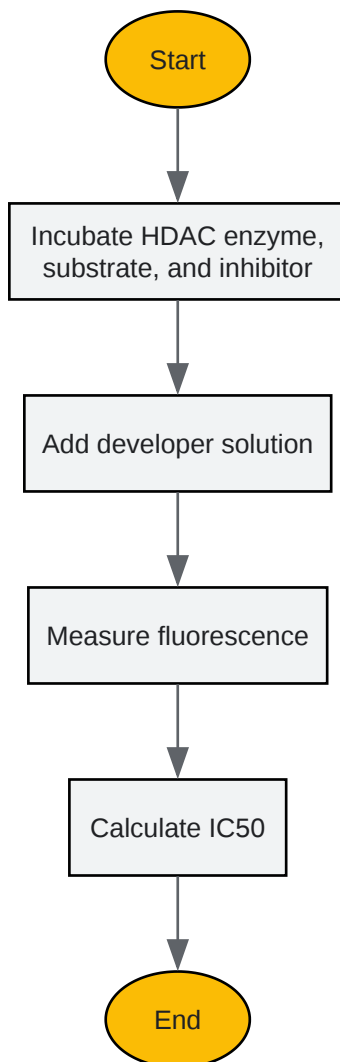 Start
Incubate HDAC enzyme,
substrate, and inhibitor
Add developer solution
Measure fluorescence
Calculate IC50
End